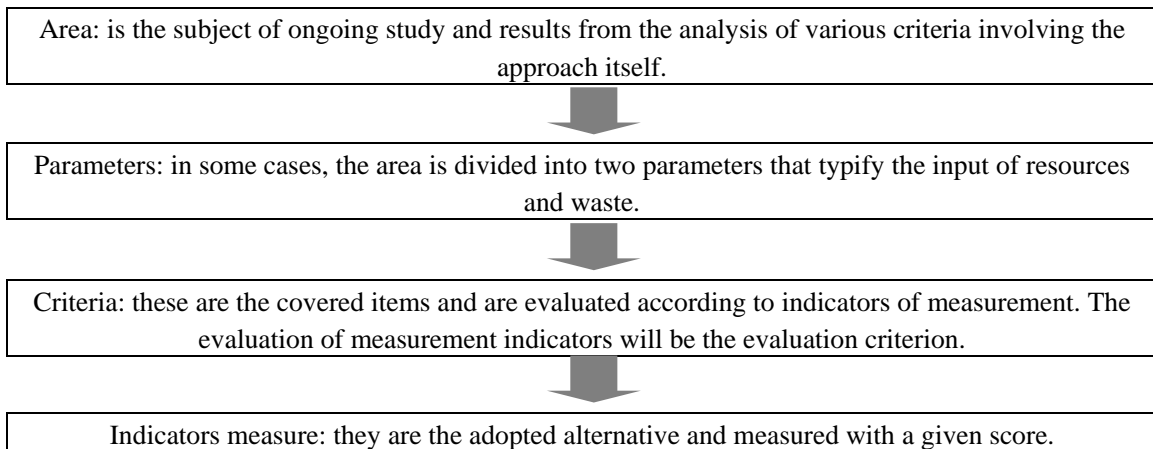 Area: is the subject of ongoing study and results from the analysis of various criteria involving the
approach itself.
Parameters: in some cases, the area is divided into two parameters that typify the input of resources
and waste.
Criteria: these are the covered items and are evaluated according to indicators of measurement. The
evaluation of measurement indicators will be the evaluation criterion.
Indicators measure: they are the adopted alternative and measured with a given score.